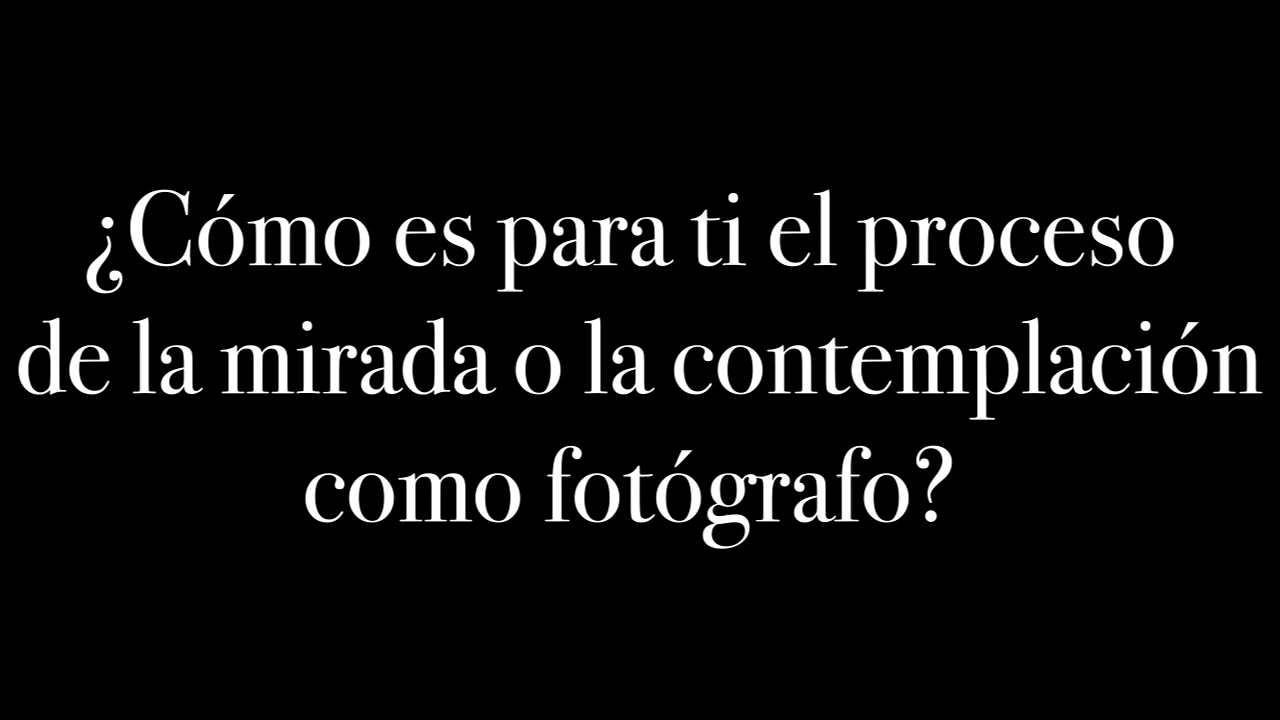 ¿Cómo es para ti el proceso
de la mirada o la contemplación
como fotógrafo?